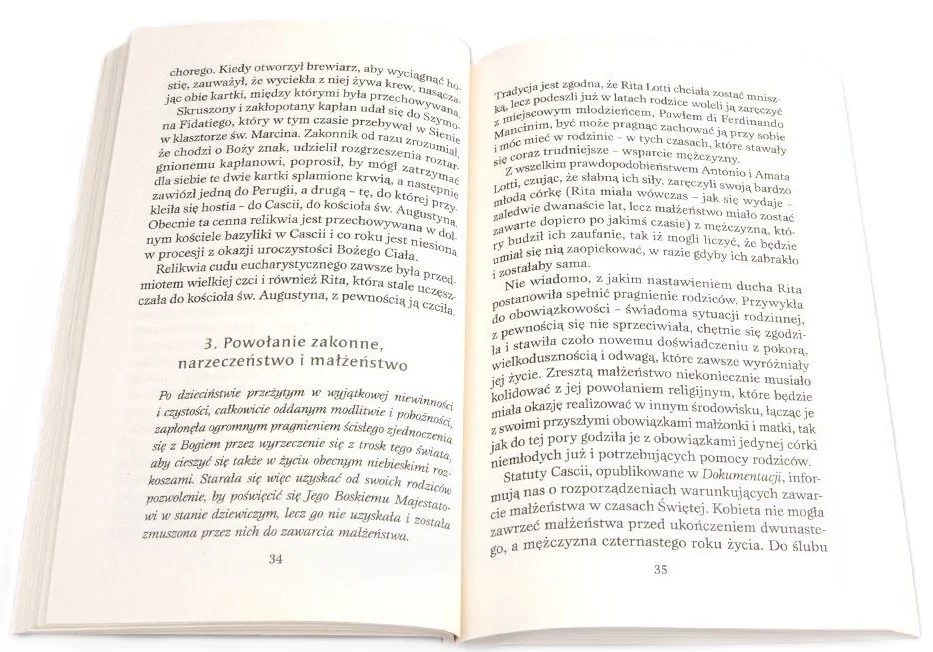 chorego. Kiedy otworzył brewiarz, aby wyciągnąć ho-
stię, zauważył, że wyciekła z niej żywa krew, nasącza-
jąc obie kartki, między którymi była przechowywana.
Skruszony i zakłopotany kapłan udał się do Szymo-
na Fidatiego, który w tym czasie przebywał w Sienie
w klasztorze św. Marcina. Zakonnik od razu zrozumiał,
że chodzi o Boży znak, udzielił rozgrzeszenia roztar-
gnionemu kapłanowi, poprosił, by mógł zatrzymać
dla siebie te dwie kartki splamione krwią, a następnie
zawiózł jedną do Perugii, a drugą – tę, do której przy-
kleiła się hostia – do Cascii, do kościoła św. Augustyna.
Obecnie ta cenna relikwia jest przechowywana w dol-
nym kościele bazyliki w Cascii i co roku jest niesiona
w procesji z okazji uroczystości Bożego Ciała.
Relikwia cudu eucharystycznego zawsze była przed-
miotem wielkiej czci i również Rita, która stale uczęsz-
czała do kościoła św. Augustyna, z pewnością ją czciła.
3. Powołanie zakonne,
narzeczeństwo i małżeństwo
Po dzieciństwie przeżytym w wyjątkowej niewinności
i czystości, całkowicie oddanym modlitwie i pobożności,
zapłonęła ogromnym pragnieniem ścisłego zjednoczenia
się z Bogiem przez wyrzeczenie się z trosk tego świata,
aby cieszyć się także w życiu obecnym niebieskimi roz-
koszami. Starała się więc uzyskać od swoich rodziców
pozwolenie, by poświęcić się Jego Boskiemu Majestato-
wi w stanie dziewiczym, lecz go nie uzyskała i została
zmuszona przez nich do zawarcia małżeństwa.
34
Tradycja jest zgodna, że Rita Lotti chciała zostać mnisz-
ką, lecz podeszli już w latach rodzice woleli ją zaręczyć
z miejscowym młodzieńcem, Pawłem di Ferdinando
Mancinim, być może pragnąc zachować ją przy sobie
i móc mieć w rodzinie – w tych czasach, które stawały
się coraz trudniejsze – wsparcie mężczyzny.
Z wszelkim prawdopodobieństwem Antonio i Amata
Lotti, czując, że słabną ich siły, zaręczyli swoją bardzo
młodą córkę (Rita miała wówczas – jak się wydaje –
zaledwie dwanaście lat, lecz małżeństwo miało zostać
zawarte dopiero po jakimś czasie) z mężczyzną, któ-
ry budził ich zaufanie, tak iż mogli liczyć, że będzie
umiał się nią zaopiekować, w razie gdyby ich zabrakło
i zostałaby sama.
Nie wiadomo, z jakim nastawieniem ducha Rita
postanowiła spełnić pragnienie rodziców. Przywykła
do obowiązkowości – świadoma sytuacji rodzinnej,
z pewnością się nie sprzeciwiała, chętnie się zgodzi-
ła i stawiła czoło nowemu doświadczeniu z pokorą,
wielkodusznością i odwagą, które zawsze wyróżniały
jej życie. Zresztą małżeństwo niekoniecznie musiało
kolidować z jej powołaniem religijnym, które będzie
miała okazję realizować w innym środowisku, łącząc je
z swoimi przyszłymi obowiązkami małżonki i matki, tak
jak do tej pory godziła je z obowiązkami jedynej córki
niemłodych już i potrzebujących pomocy rodziców.
Statuty Cascii, opublikowane w Dokumentacji, infor-
mują nas o rozporządzeniach warunkujących zawar-
cie małżeństwa w czasach Świętej. Kobieta nie mogła
zawrzeć małżeństwa przed ukończeniem dwunaste-
go, a mężczyzna czternastego roku życia. Do ślubu
35